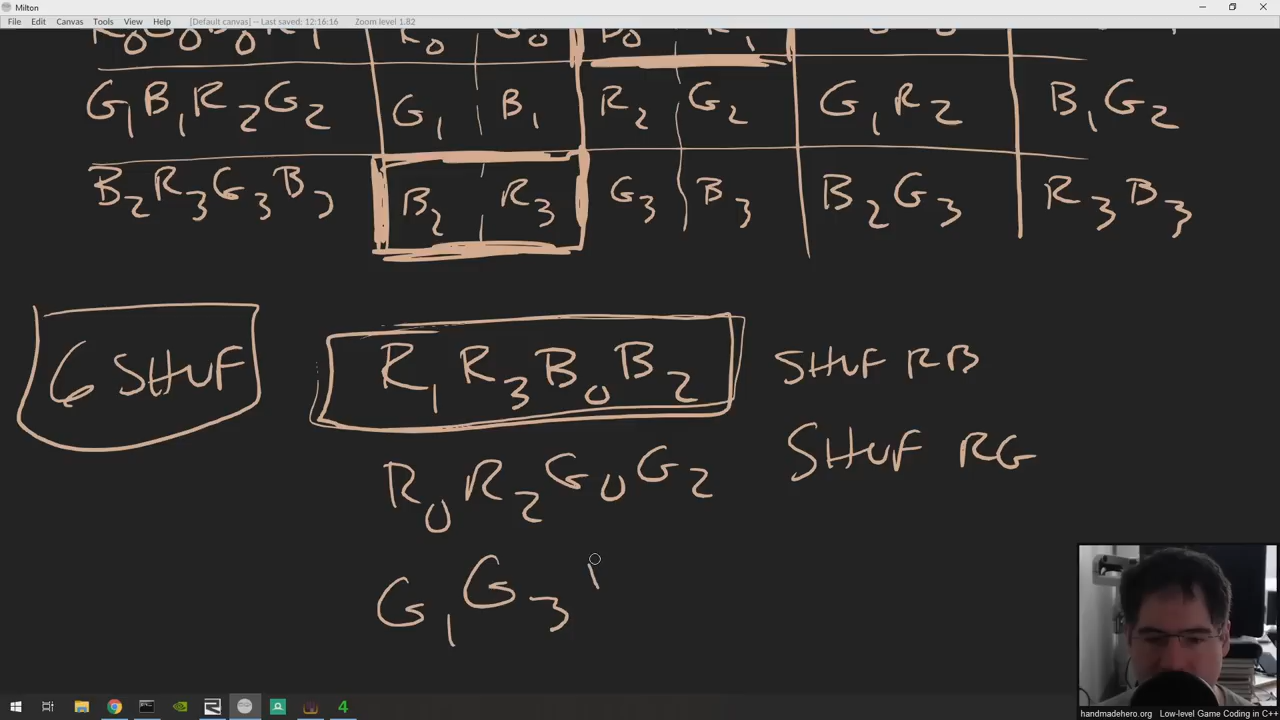 Milton
File Edit Canvas Tools View Help [Default canvas] -- Last saved: 12:16:16 Zoom level 1.82
G1B1R2G2 G1 B1 R2 G2 G1R2 B1G2
B2R3G3B3 B2 R3 G3 B3 B2G3 R3B3
6 SHUF R1R3B0B2 SHUF RB
R0R2G0G2 SHUF RG
G1G3
4
handmadehero.org Low-level Game Coding in C++